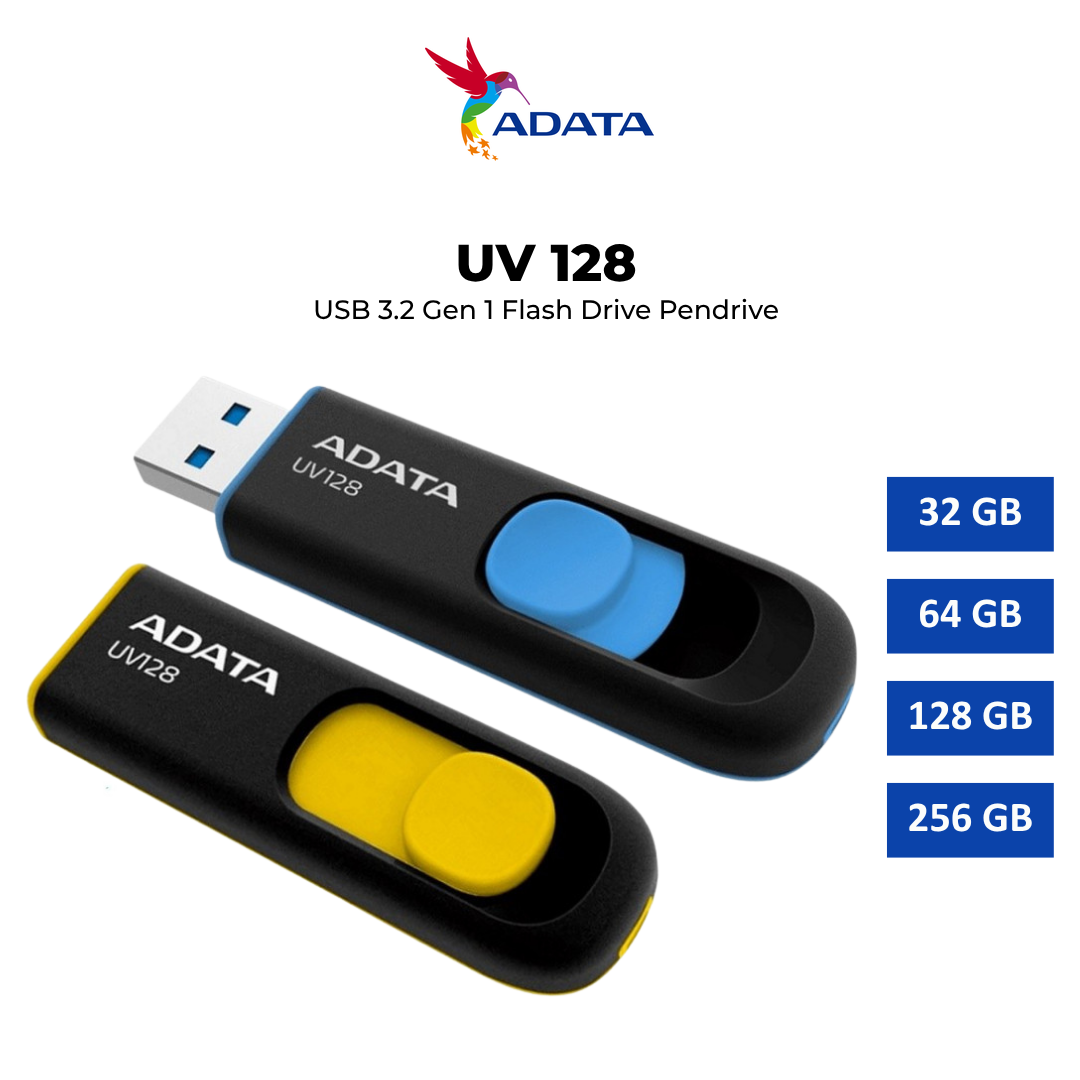 ADATA
UV 128
USB 3.2 Gen 1 Flash Drive Pendrive
ADATA
UV128
ADATA
UV128
32 GB
64 GB
128 GB
256 GB